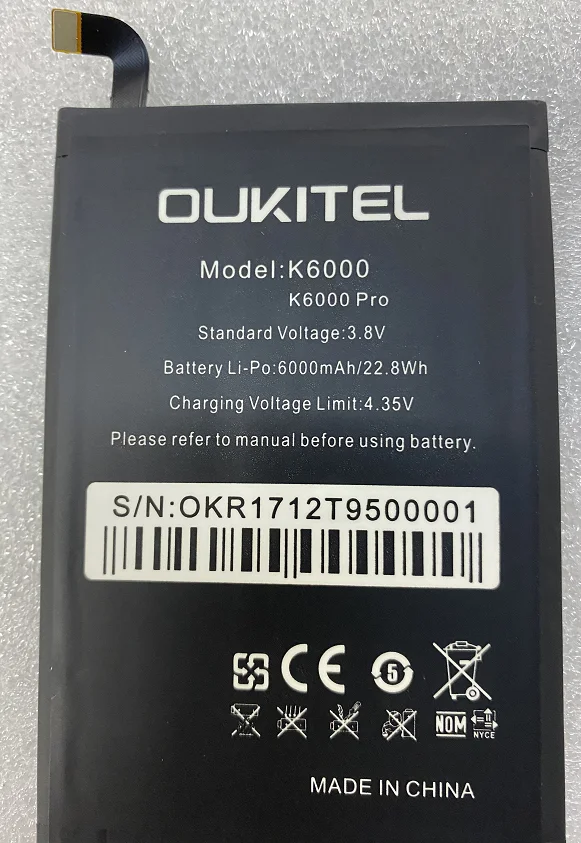 OUKITEL
Model:K6000
K6000 Pro
Standard Voltage:3.8V
Battery Li-Po:6000mAh/22.8Wh
Charging Voltage Limit:4.35V
Please refer to manual before using battery.
S/N:OKR1712T9500001
CE 5
NOM NYCE
MADE IN CHINA